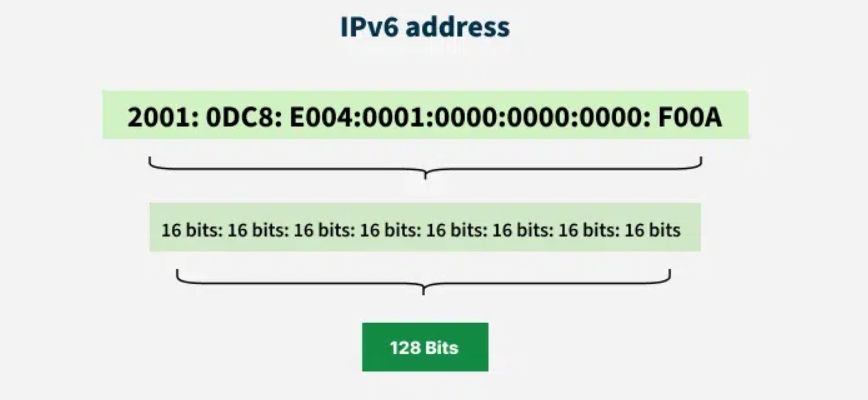 IPv6 address
2001: 0DC8: E004:0001:0000:0000:0000: F00A
16 bits: 16 bits: 16 bits: 16 bits: 16 bits: 16 bits: 16 bits: 16 bits
128 Bits